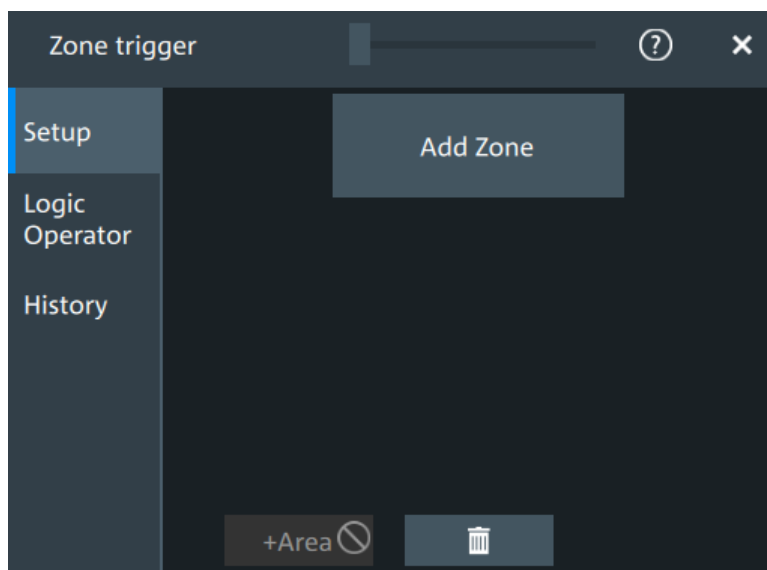 Zone trigger
?
Setup
Add Zone
Logic
Operator
History
+Area